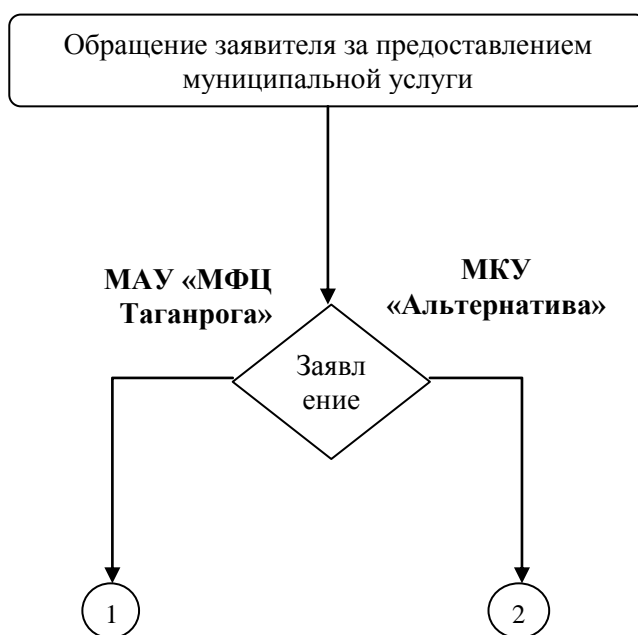 Обращение заявителя за предоставлением
муниципальной услуги
МАУ «МФЦ
Таганрога»
МКУ
«Альтернатива»
Заявл
ение
1
2